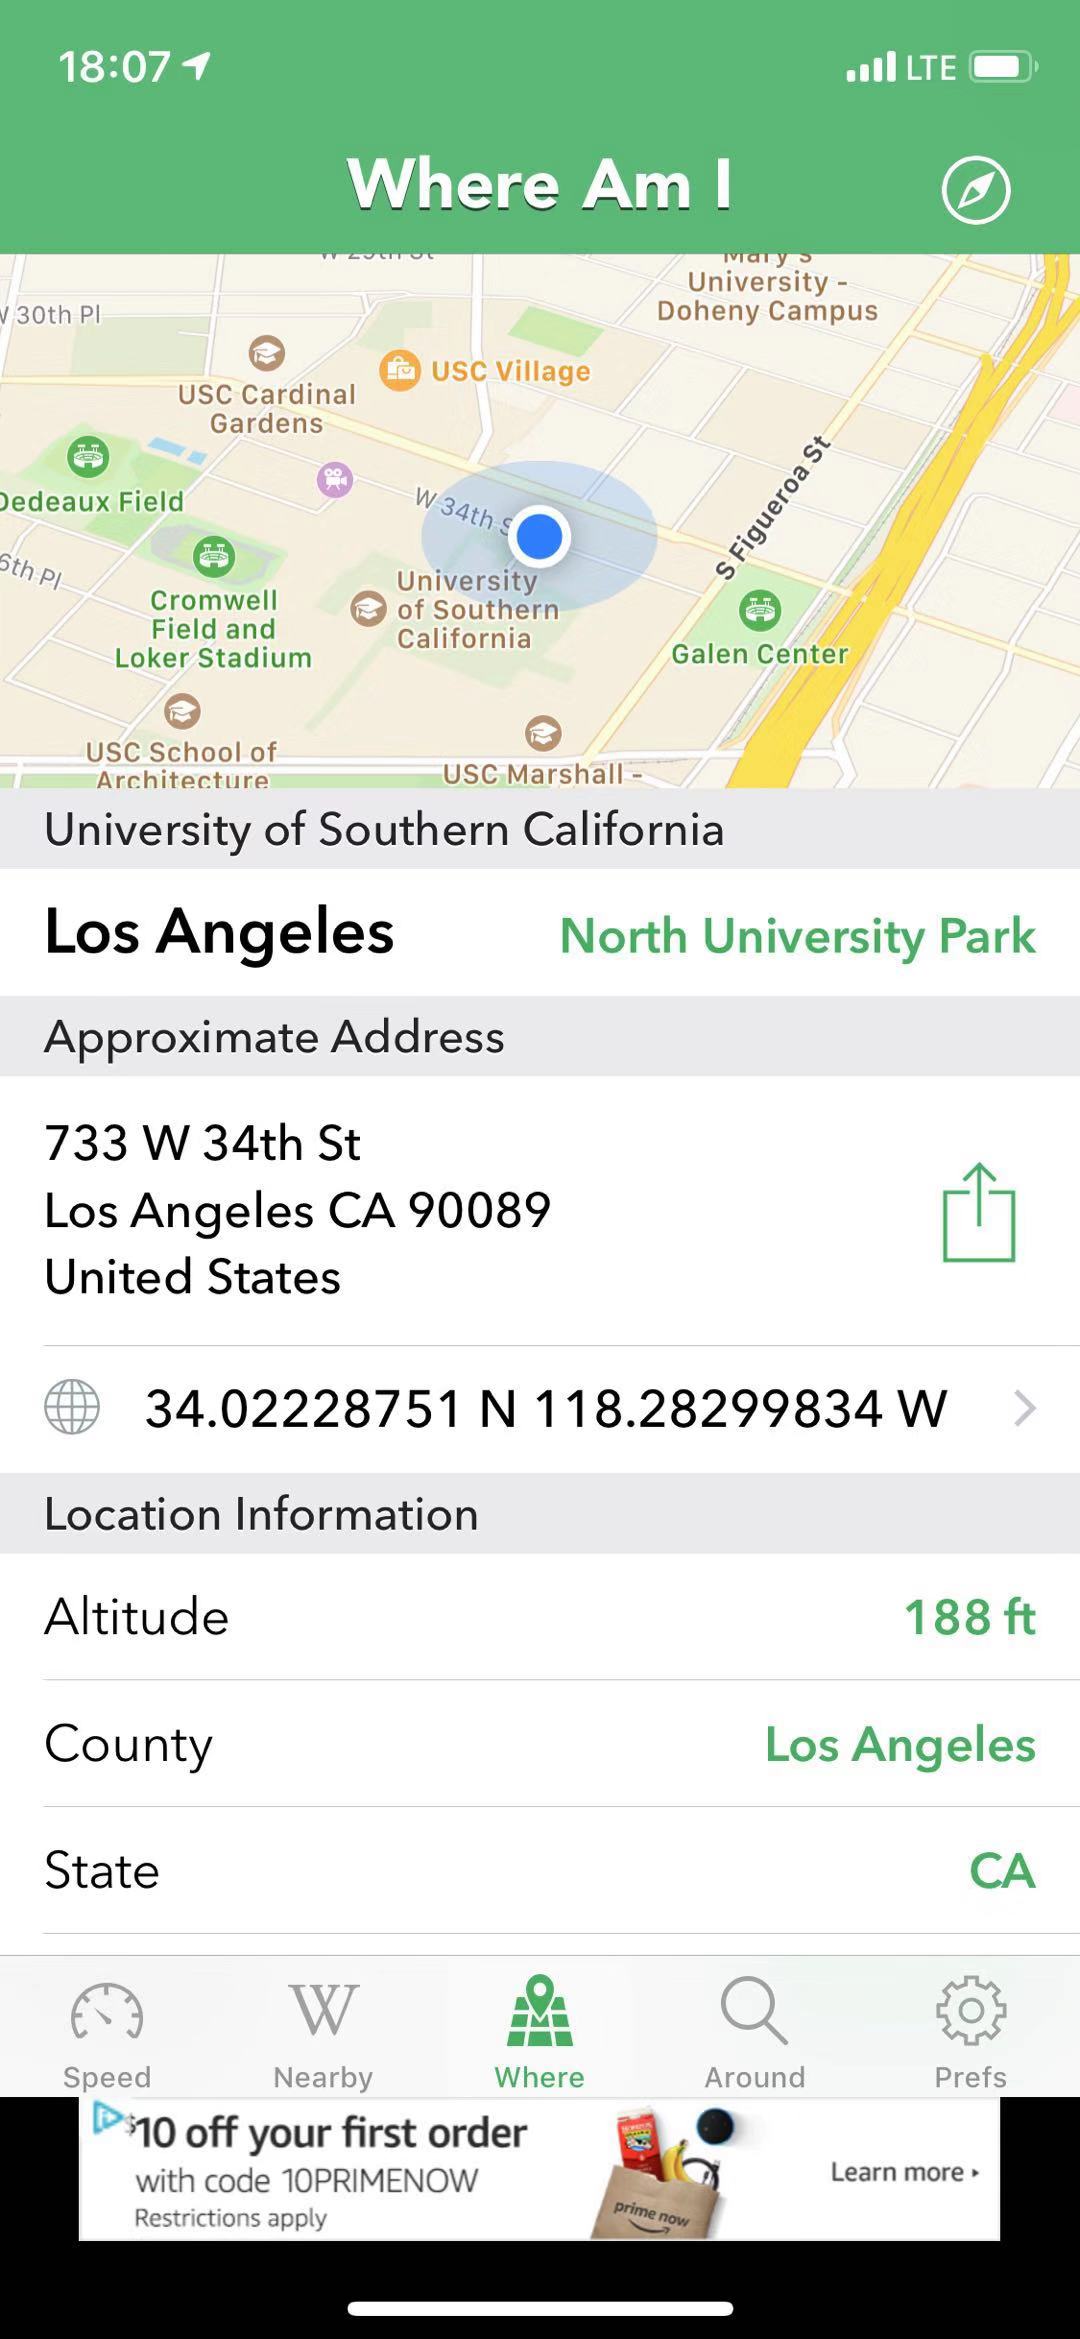 18:07
LTE
Where Am I
Mary's
University -
Doheny Campus
W 30th Pl
USC Village
USC Cardinal
Gardens
Dedeaux Field
W 34th S
S Figueroa St
6th Pl
University
of Southern
California
Cromwell
Field and
Loker Stadium
Galen Center
USC School of
Architecture
USC Marshall -
University of Southern California
Los Angeles
North University Park
Approximate Address
733 W 34th St
Los Angeles CA 90089
United States
34.02228751 N 118.28299834 W
Location Information
Altitude
188 ft
County
Los Angeles
State
CA
Speed
W
Nearby
Where
Around
Prefs
$10 off your first order
with code 10PRIMENOW
Restrictions apply
prime now
Learn more